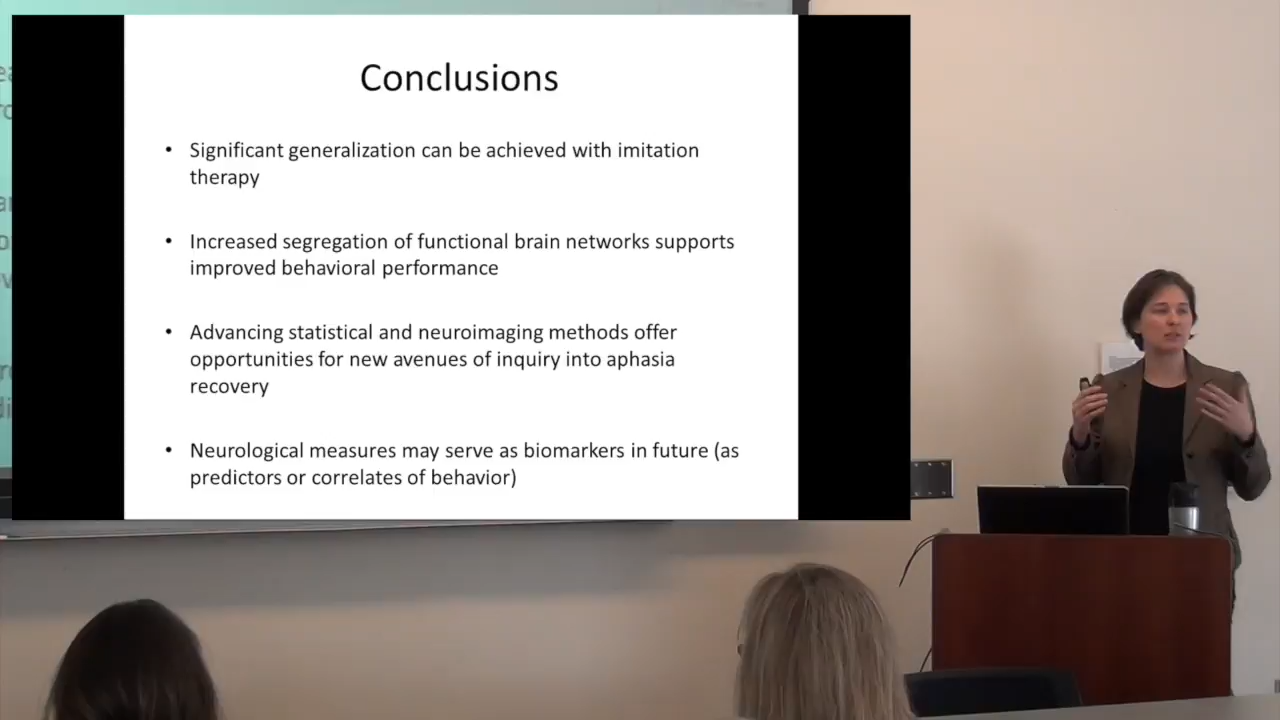 Conclusions
• Significant generalization can be achieved with imitation
therapy
• Increased segregation of functional brain networks supports
improved behavioral performance
• Advancing statistical and neuroimaging methods offer
opportunities for new avenues of inquiry into aphasia
recovery
• Neurological measures may serve as biomarkers in future (as
predictors or correlates of behavior)